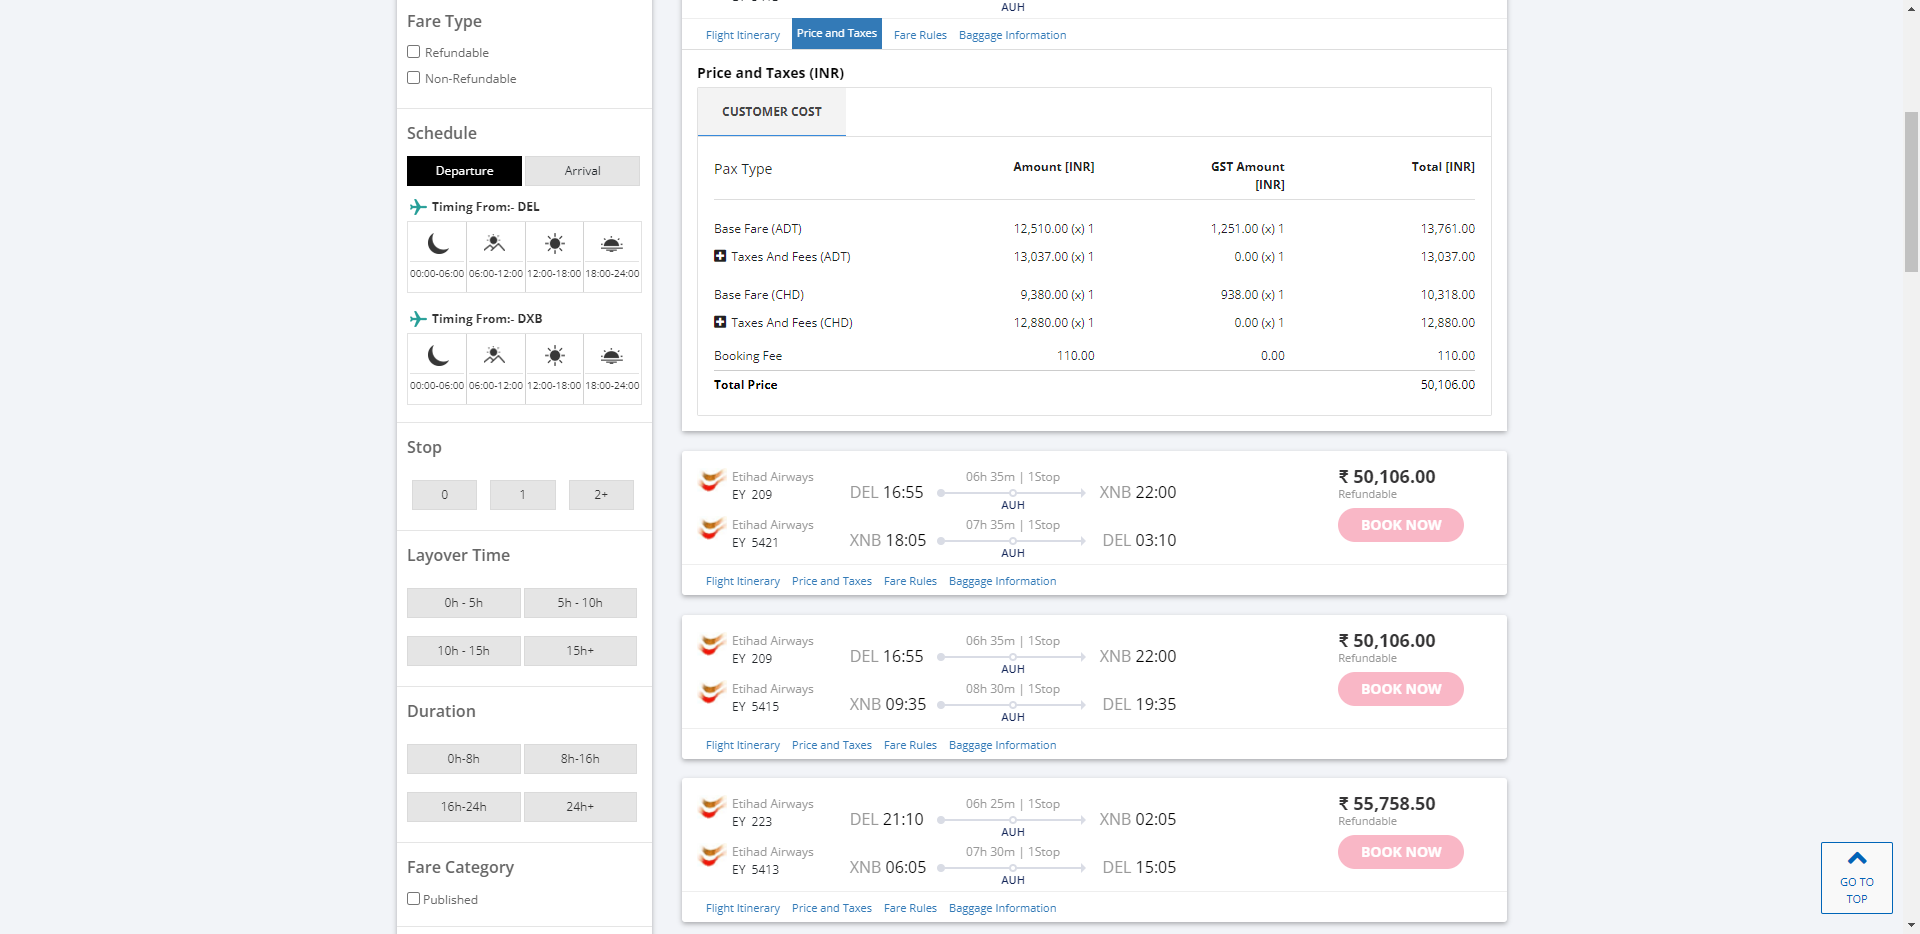 Fare Type
Refundable
Non-Refundable
Schedule
Departure Arrival
Timing From:- DEL
00:00-06:00 06:00-12:00 12:00-18:00 18:00-24:00
Timing From:- DXB
00:00-06:00 06:00-12:00 12:00-18:00 18:00-24:00
Stop
0 1 2+
Layover Time
0h - 5h 5h - 10h
10h - 15h 15h+
Duration
0h-8h 8h-16h
16h-24h 24h+
Fare Category
Published
AUH
Flight Itinerary Price and Taxes Fare Rules Baggage Information
Price and Taxes (INR)
CUSTOMER COST
Pax Type Amount [INR] GST Amount [INR] Total [INR]
Base Fare (ADT) 12,510.00 (x) 1 1,251.00 (x) 1 13,761.00
Taxes And Fees (ADT) 13,037.00 (x) 1 0.00 (x) 1 13,037.00
Base Fare (CHD) 9,380.00 (x) 1 938.00 (x) 1 10,318.00
Taxes And Fees (CHD) 12,880.00 (x) 1 0.00 (x) 1 12,880.00
Booking Fee 110.00 0.00 110.00
Total Price 50,106.00
Etihad Airways 06h 35m | 1Stop ₹ 50,106.00
EY 209 DEL 16:55 XNB 22:00 Refundable
AUH
Etihad Airways 07h 35m | 1Stop BOOK NOW
EY 5421 XNB 18:05 DEL 03:10
AUH
Flight Itinerary Price and Taxes Fare Rules Baggage Information
Etihad Airways 06h 35m | 1Stop ₹ 50,106.00
EY 209 DEL 16:55 XNB 22:00 Refundable
AUH
Etihad Airways 08h 30m | 1Stop BOOK NOW
EY 5415 XNB 09:35 DEL 19:35
AUH
Flight Itinerary Price and Taxes Fare Rules Baggage Information
Etihad Airways 06h 25m | 1Stop ₹ 55,758.50
EY 223 DEL 21:10 XNB 02:05 Refundable
AUH
Etihad Airways 07h 30m | 1Stop BOOK NOW
EY 5413 XNB 06:05 DEL 15:05
AUH
Flight Itinerary Price and Taxes Fare Rules Baggage Information
GO TO
TOP